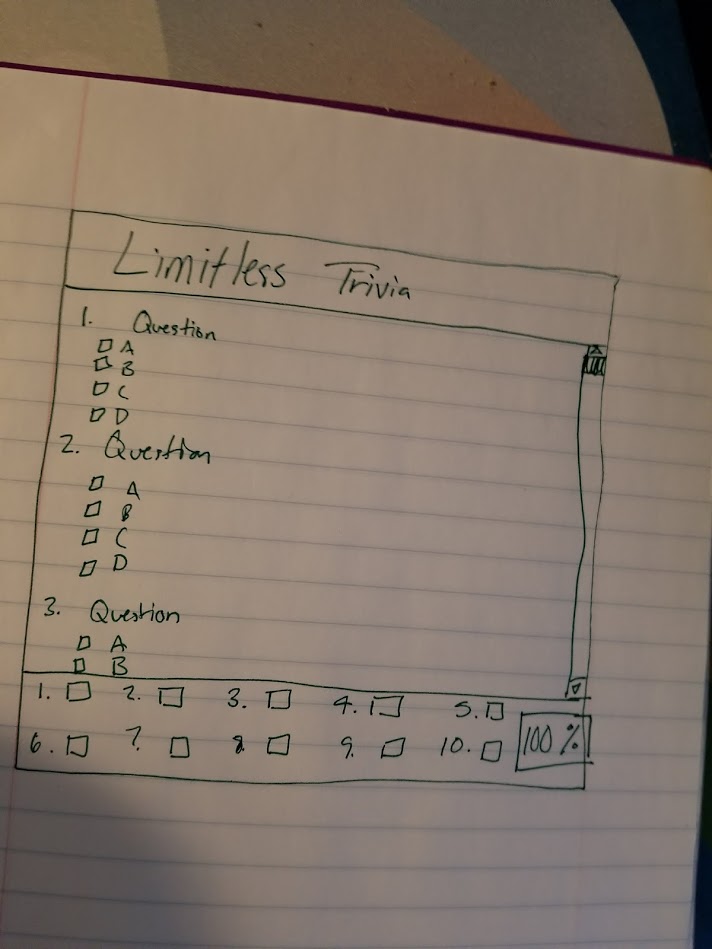 Limitless Trivia
1. Question
A
B
C
D
2. Question
A
B
C
D
3. Question
A
B
1. 2. 3. 4. 5.
6. 7. 8. 9. 10. 100%